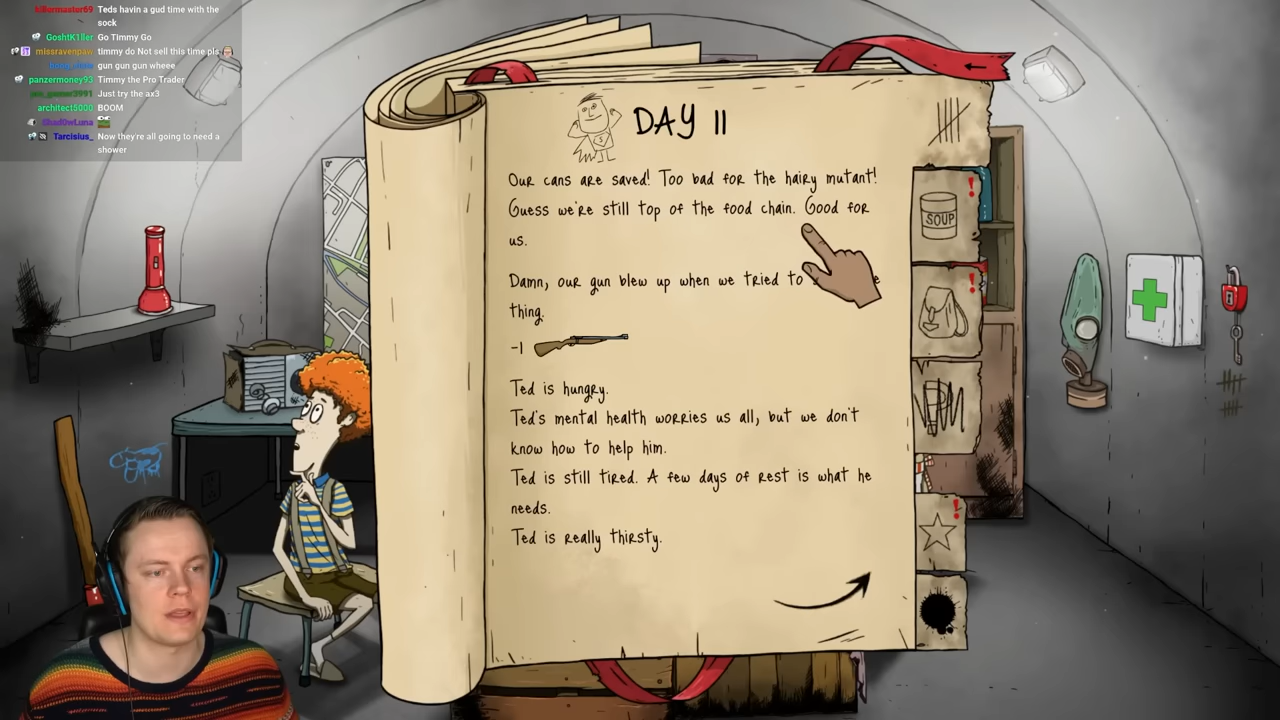 killormaster69 Teds havin a gud time with the
sock
GoshtK1ller Go Timmy Go
missravenpaw timmy do Not sell this time pls
gun gun gun wheee
panzermoney93 Timmy the Pro Trader
Just try the ax3
architect5000 BOOM
Tarcisius_ Now they're all going to need a
shower
DAY 11
Our cans are saved! Too bad for the hairy mutant!
Guess we're still top of the food chain. Good for
us.
Damn, our gun blew up when we tried to
thing.
-1
Ted is hungry.
Ted's mental health worries us all, but we don't
know how to help him.
Ted is still tired. A few days of rest is what he
needs.
Ted is really thirsty.
SOUP
!
!
!